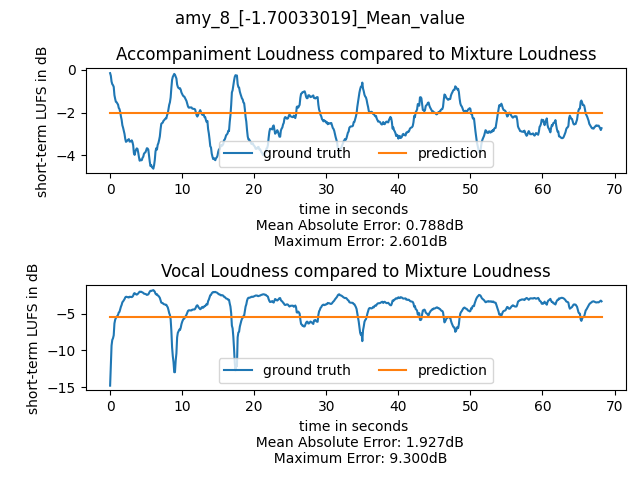 amy_8_[-1.70033019]_Mean_value
Accompaniment Loudness compared to Mixture Loudness
short-term LUFS in dB
0
−2
−4
ground truth
prediction
0 10 20 30 40 50 60 70
time in seconds
Mean Absolute Error: 0.788dB
Maximum Error: 2.601dB
Vocal Loudness compared to Mixture Loudness
short-term LUFS in dB
−5
−10
−15
ground truth
prediction
0 10 20 30 40 50 60 70
time in seconds
Mean Absolute Error: 1.927dB
Maximum Error: 9.300dB